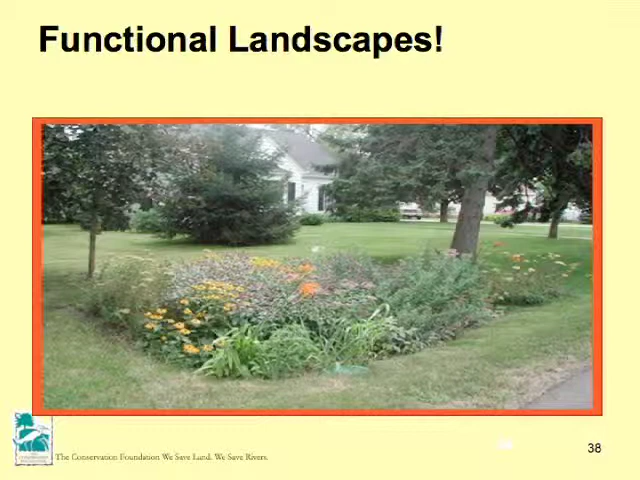 Functional Landscapes!
The Conservation Foundation We Save Land. We Save Rivers.
38